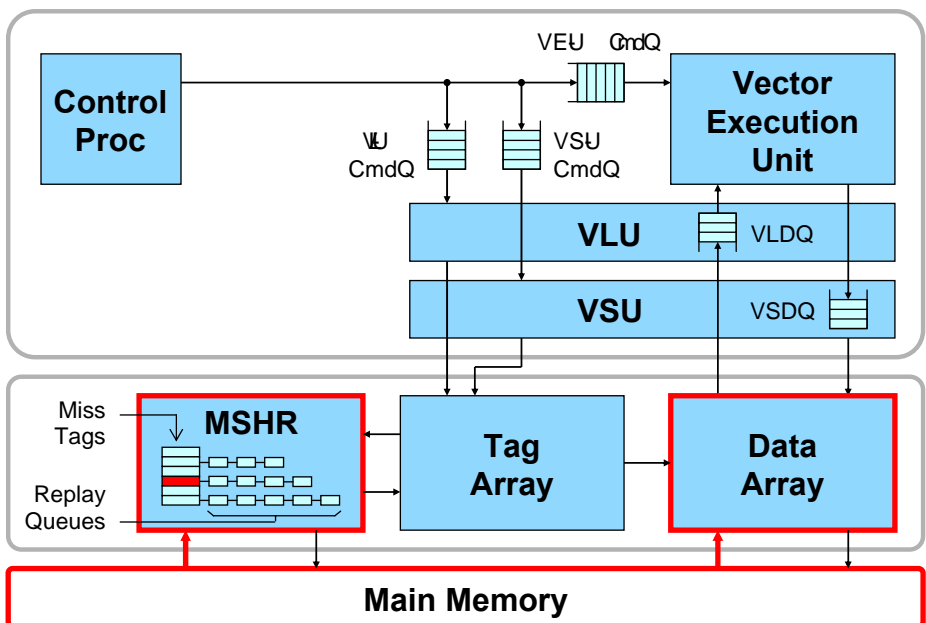 VEU CmdQ
Control
Proc
Vector
Execution
Unit
VLU
CmdQ
VSU
CmdQ
VLU
VLDQ
VSU
VSDQ
Miss
Tags
MSHR
Tag
Array
Data
Array
Replay
Queues
Main Memory